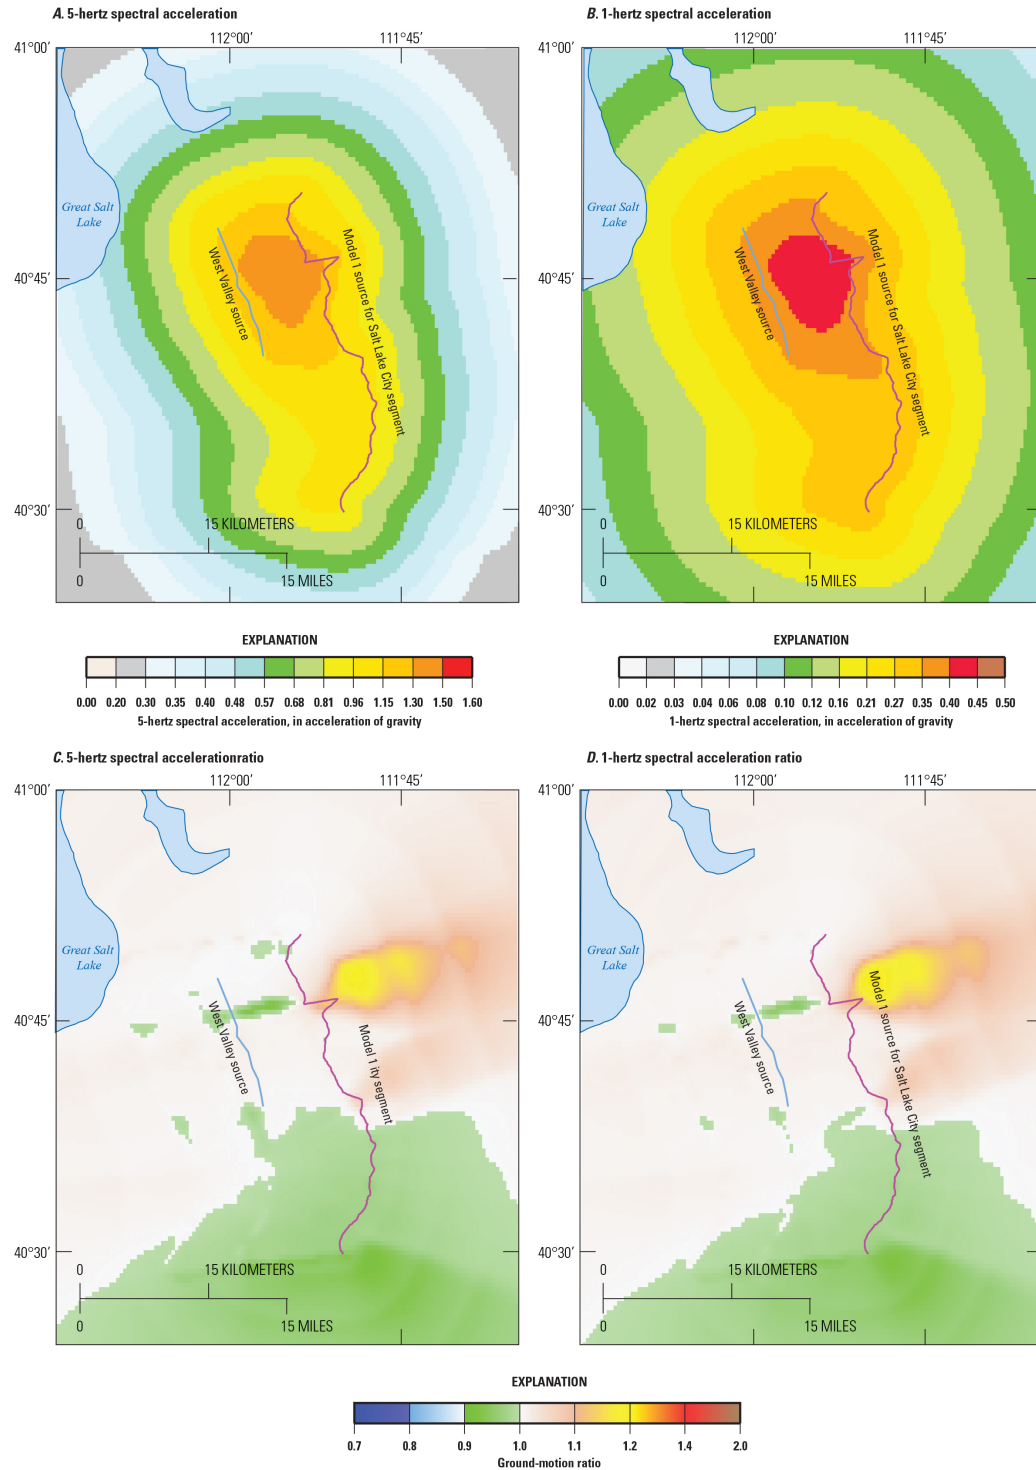 A. 5-hertz spectral acceleration
112°00′ 111°45′
41°00′
Great Salt
Lake
West Valley source
Model 1 source for Salt Lake City segment
40°45′
40°30′
0 15 KILOMETERS
0 15 MILES
EXPLANATION
0.00 0.20 0.30 0.35 0.40 0.48 0.57 0.68 0.81 0.96 1.15 1.30 1.50 1.60
5-hertz spectral acceleration, in acceleration of gravity
B. 1-hertz spectral acceleration
112°00′ 111°45′
41°00′
Great Salt
Lake
West Valley source
Model 1 source for Salt Lake City segment
40°45′
40°30′
0 15 KILOMETERS
0 15 MILES
EXPLANATION
0.00 0.02 0.03 0.04 0.06 0.08 0.10 0.12 0.16 0.21 0.27 0.35 0.40 0.45 0.50
1-hertz spectral acceleration, in acceleration of gravity
C. 5-hertz spectral accelerationratio
112°00′ 111°45′
41°00′
Great Salt
Lake
West Valley source
Model 1 ity segment
40°45′
40°30′
0 15 KILOMETERS
0 15 MILES
D. 1-hertz spectral acceleration ratio
112°00′ 111°45′
41°00′
Great Salt
Lake
West Valley source
Model 1 source for Salt Lake City segment
40°45′
40°30′
0 15 KILOMETERS
0 15 MILES
EXPLANATION
0.7 0.8 0.9 1.0 1.1 1.2 1.4 2.0
Ground-motion ratio